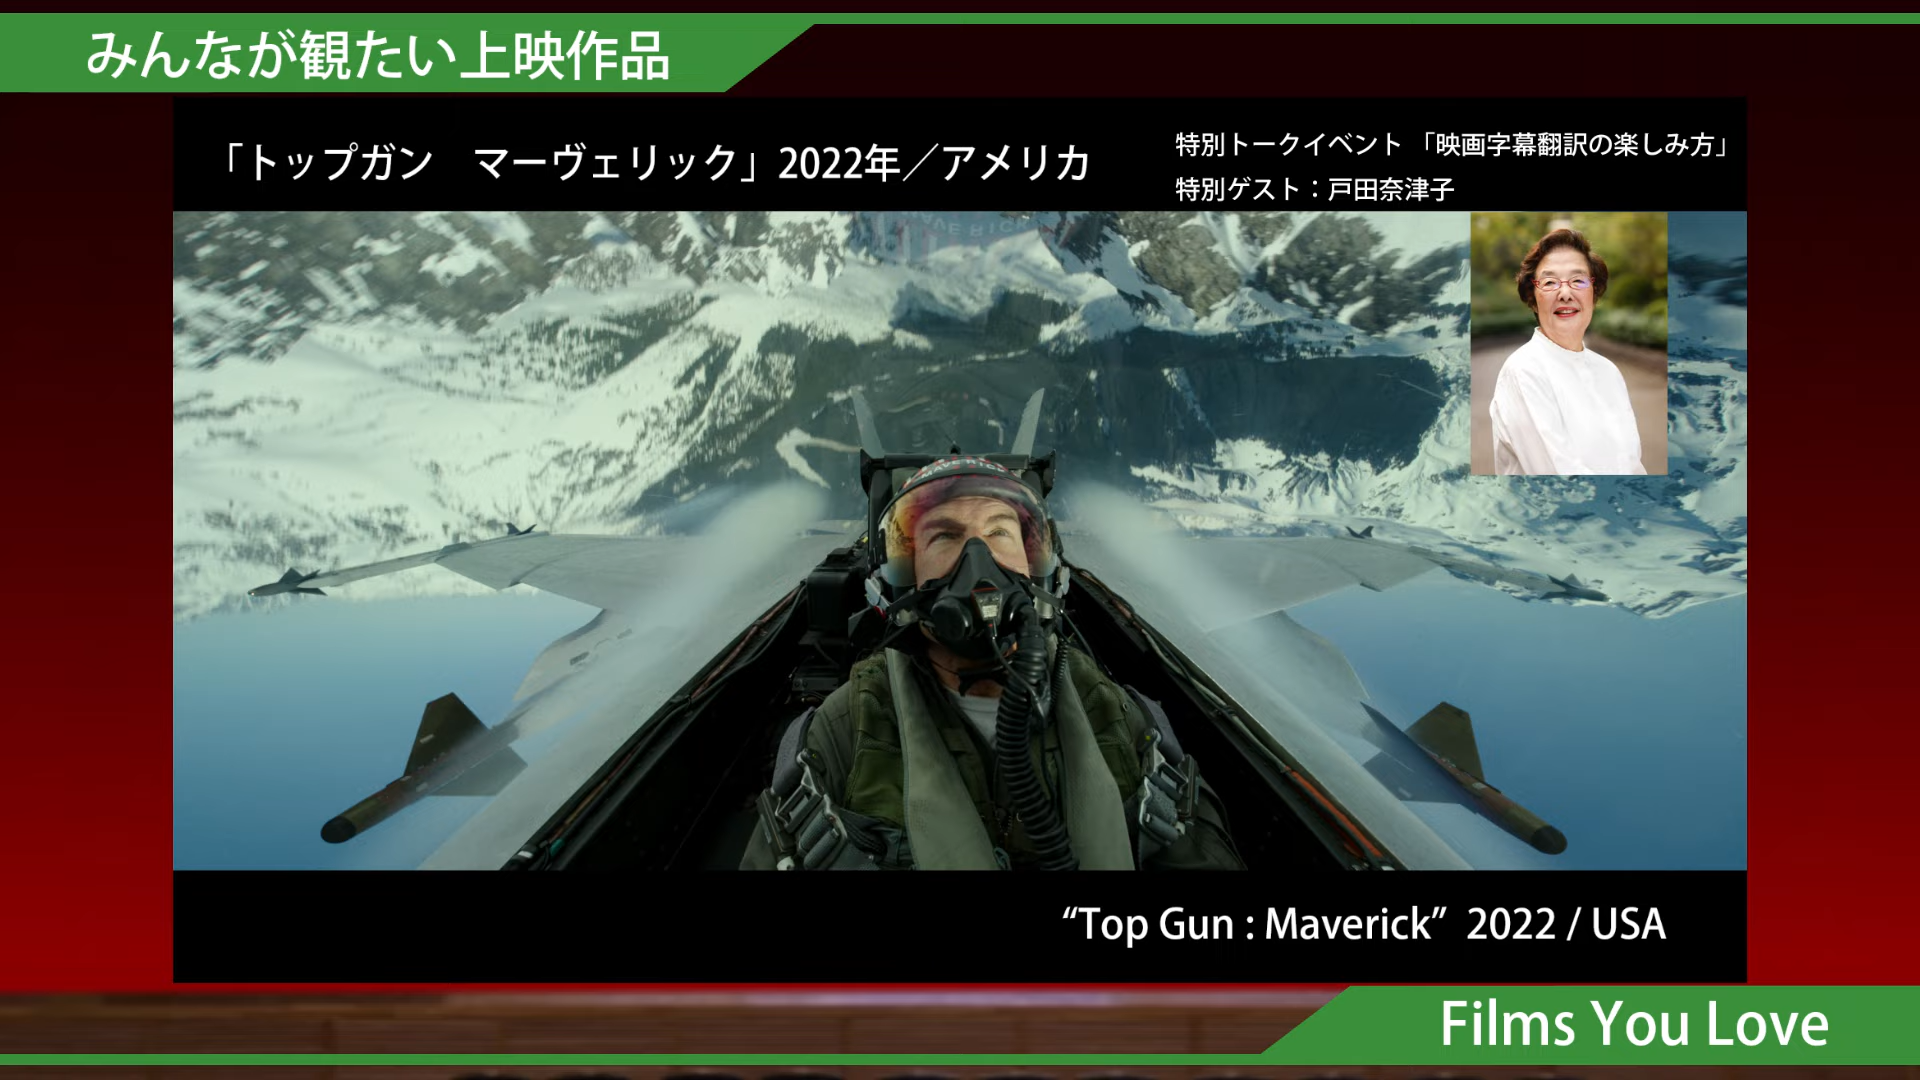 みんなが観たい上映作品
「トップガン　マーヴェリック」2022年／アメリカ
特別トークイベント 「映画字幕翻訳の楽しみ方」
特別ゲスト：戸田奈津子
MAVERICK
MAVERICK
“Top Gun : Maverick” 2022 / USA
Films You Love